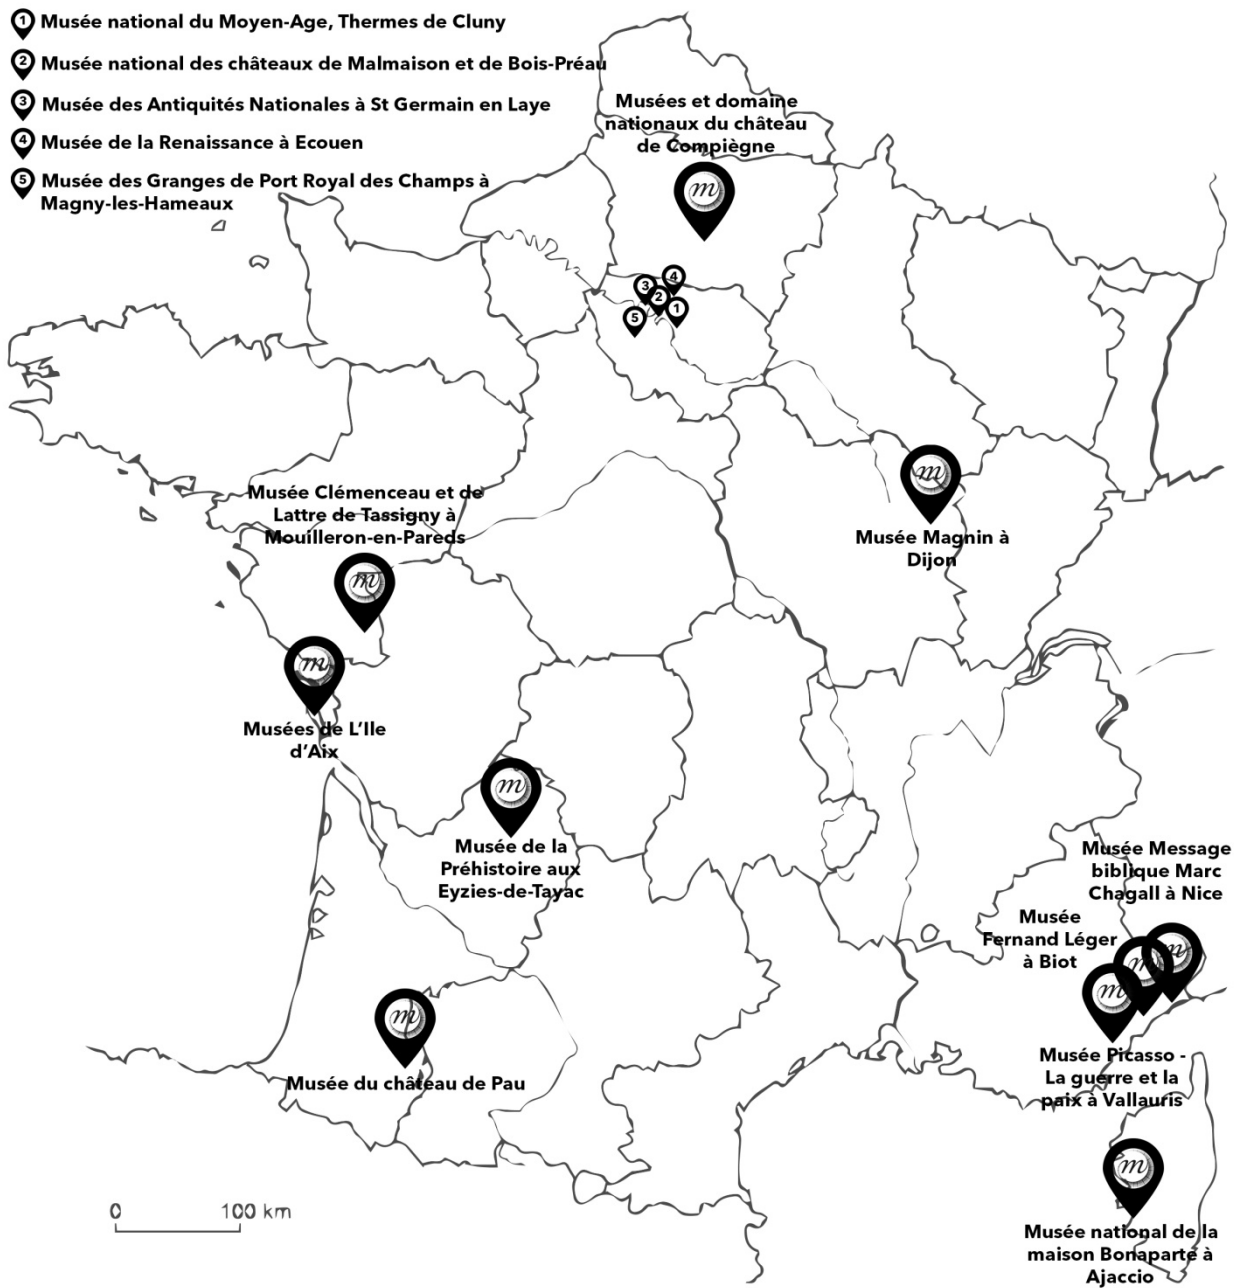 1 Musée national du Moyen-Age, Thermes de Cluny
2 Musée national des châteaux de Malmaison et de Bois-Préau
3 Musée des Antiquités Nationales à St Germain en Laye
4 Musée de la Renaissance à Ecouen
5 Musée des Granges de Port Royal des Champs à
Magny-les-Hameaux
Musées et domaine
nationaux du château
de Compiègne
m
4
3
2
1
5
m
Musée Magnin à
Dijon
Musée Clémenceau et de
Lattre de Tassigny à
Mouilleron-en-Pareds
m
m
Musées de L'Ile
d'Aix
m
Musée de la
Préhistoire aux
Eyzies-de-Tayac
Musée Message
biblique Marc
Chagall à Nice
m
Musée
Fernand Léger
à Biot
m
m
Musée Picasso -
La guerre et la
paix à Vallauris
m
Musée du château de Pau
m
Musée national de la
maison Bonaparte à
Ajaccio
0 100 km